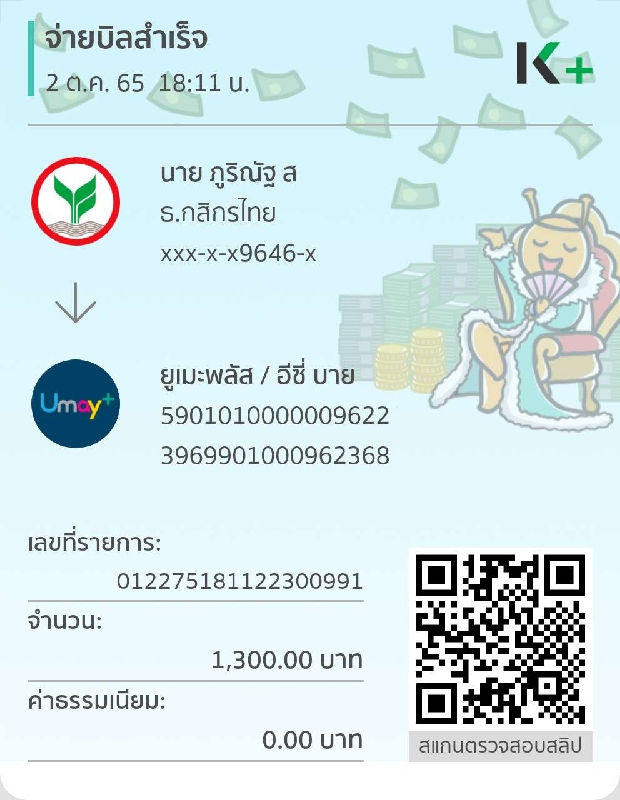 จ่ายบิลสำเร็จ
2 ต.ค. 65 18:11 น.
K+
นาย ภูริณัฐ ส
ธ.กสิกรไทย
xxx-x-x9646-x
Umay+
ยูเมะพลัส / อีซี่ บาย
5901010000009622
3969901000962368
เลขที่รายการ:
012275181122300991
จำนวน:
1,300.00 บาท
ค่าธรรมเนียม:
0.00 บาท
สแกนตรวจสอบสลิป